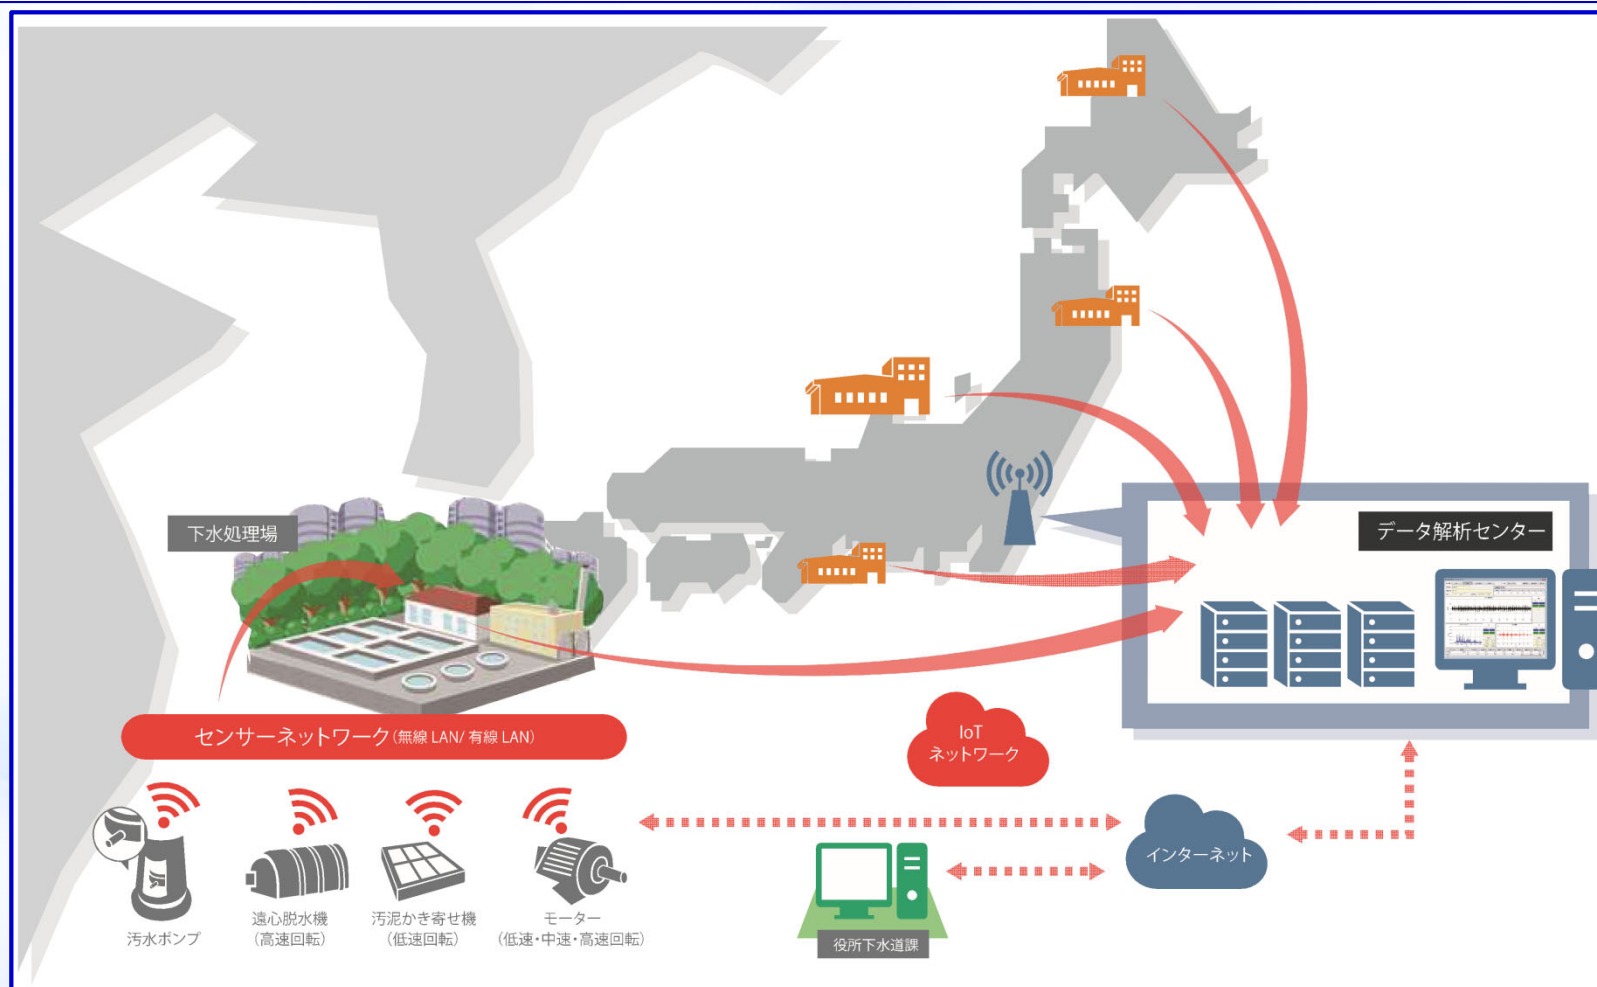 下水処理場
データ解析センター
センサーネットワーク(無線 LAN/ 有線 LAN)
IoT
ネットワーク
インターネット
汚水ポンプ
遠心脱水機
(高速回転)
汚泥かき寄せ機
(低速回転)
モーター
(低速・中速・高速回転)
役所下水道課